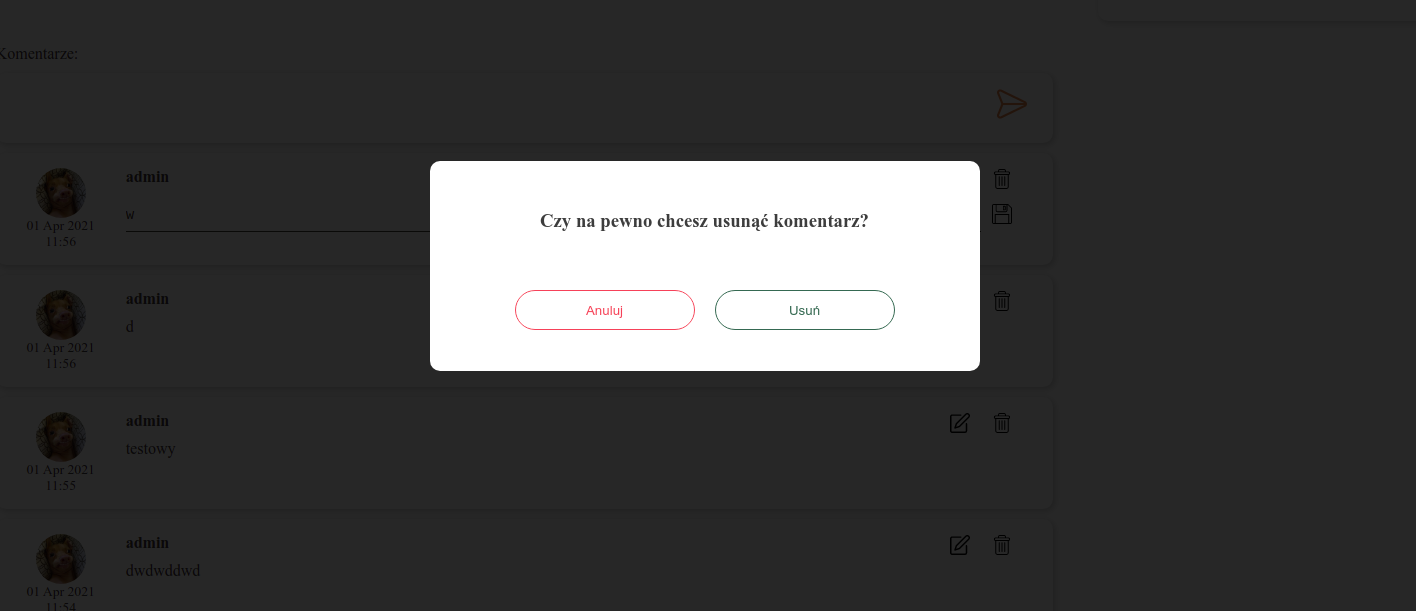 Komentarze:
admin
w
01 Apr 2021
11:56
Czy na pewno chcesz usunąć komentarz?
Anuluj
Usuń
admin
d
01 Apr 2021
11:56
admin
testowy
01 Apr 2021
11:55
admin
dwdwddwd
01 Apr 2021
11:54